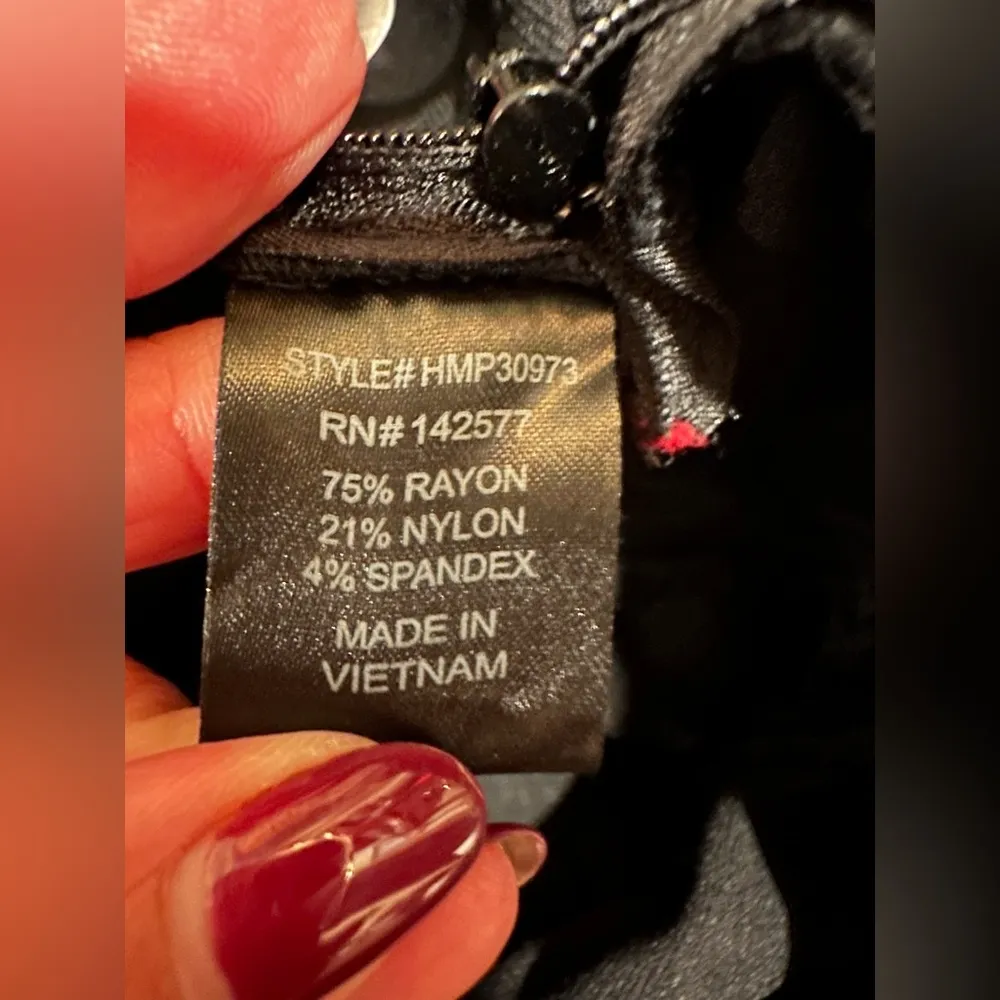 STYLE# HMP30973
RN# 142577
75% RAYON
21% NYLON
4% SPANDEX
MADE IN
VIETNAM